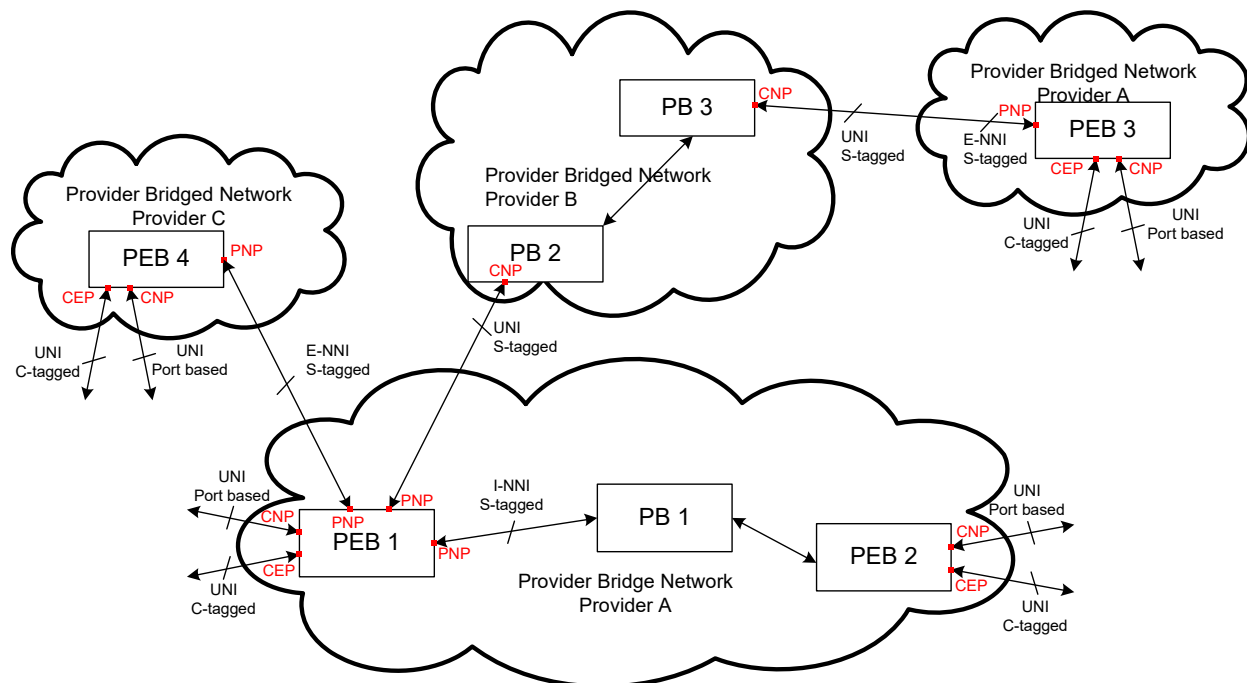 Provider Bridged Network
Provider A
PNP
PEB 3
E-NNI
S-tagged
CEP
CNP
UNI
C-tagged
UNI
Port based
PB 3
CNP
UNI
S-tagged
Provider Bridged Network
Provider B
PB 2
CNP
UNI
S-tagged
Provider Bridged Network
Provider C
PEB 4
PNP
CEP
CNP
UNI
C-tagged
UNI
Port based
E-NNI
S-tagged
UNI
Port based
CNP
PNP
PNP
PEB 1
PNP
CEP
UNI
C-tagged
I-NNI
S-tagged
PB 1
PEB 2
CNP
CEP
UNI
Port based
UNI
C-tagged
Provider Bridge Network
Provider A